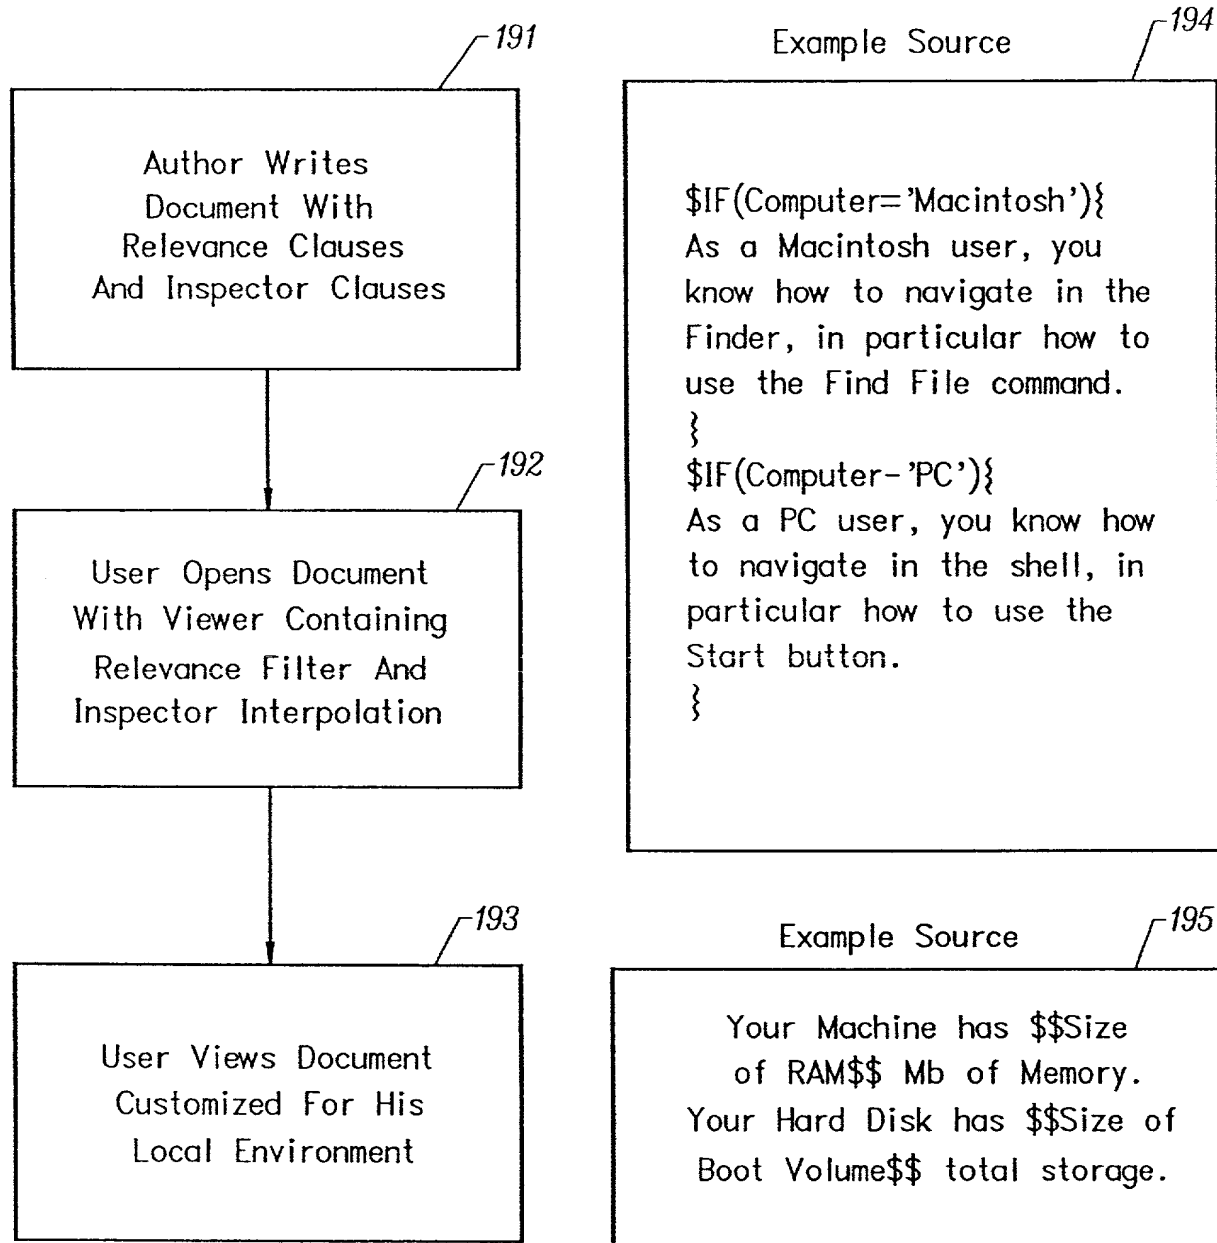 191
Author Writes
Document With
Relevance Clauses
And Inspector Clauses
192
User Opens Document
With Viewer Containing
Relevance Filter And
Inspector Interpolation
193
User Views Document
Customized For His
Local Environment
Example Source
194
$IF(Computer='Macintosh'){
As a Macintosh user, you
know how to navigate in the
Finder, in particular how to
use the Find File command.
}
$IF(Computer-'PC'){
As a PC user, you know how
to navigate in the shell, in
particular how to use the
Start button.
}
Example Source
195
Your Machine has $$Size
of RAM$$ Mb of Memory.
Your Hard Disk has $$Size of
Boot Volume$$ total storage.